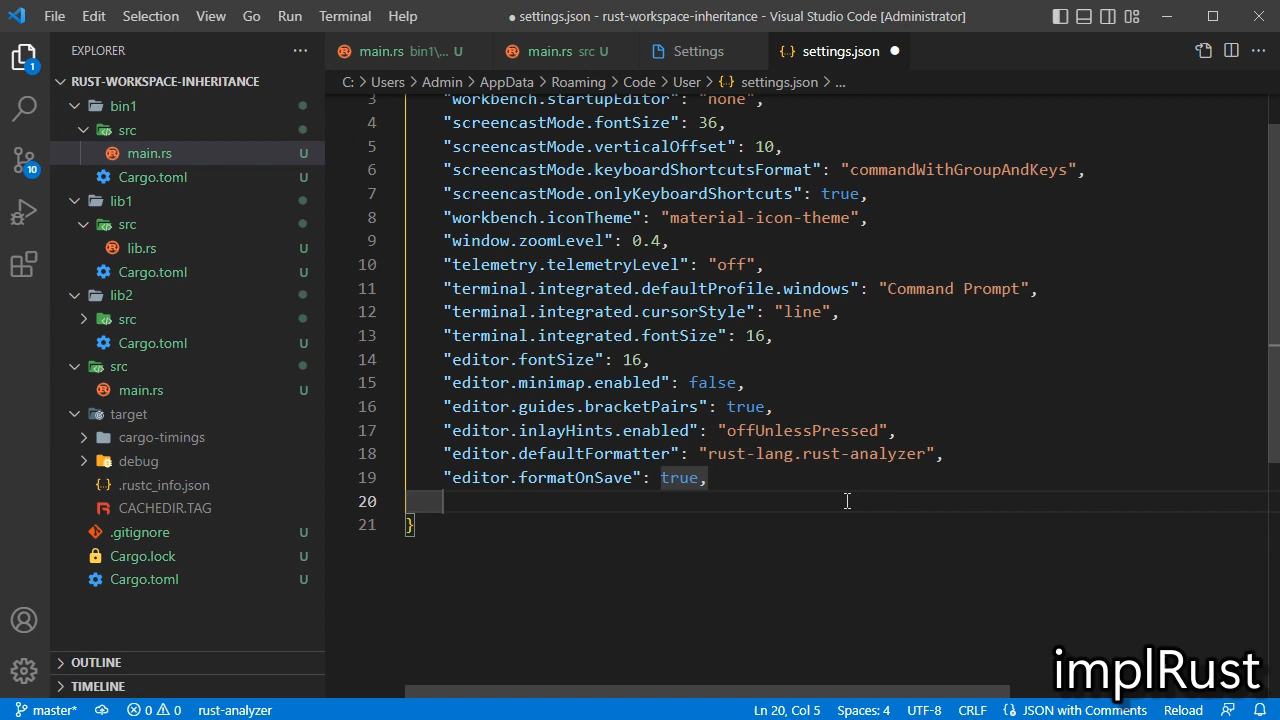 File Edit Selection View Go Run Terminal Help
● settings.json - rust-workspace-inheritance - Visual Studio Code [Administrator]
EXPLORER
main.rs bin1\... U
main.rs src U
Settings
settings.json
RUST-WORKSPACE-INHERITANCE
C: > Users > Admin > AppData > Roaming > Code > User > {..} settings.json > ...
bin1
src
main.rs U
Cargo.toml U
lib1
src
lib.rs U
Cargo.toml U
lib2
src
Cargo.toml U
src
main.rs U
target
cargo-timings
debug
{..} .rustc_info.json
CACHEDIR.TAG
.gitignore U
Cargo.lock U
Cargo.toml U
OUTLINE
TIMELINE
1
10
3 "workbench.startupEditor": "none",
4 "screencastMode.fontSize": 36,
5 "screencastMode.verticalOffset": 10,
6 "screencastMode.keyboardShortcutsFormat": "commandWithGroupAndKeys",
7 "screencastMode.onlyKeyboardShortcuts": true,
8 "workbench.iconTheme": "material-icon-theme",
9 "window.zoomLevel": 0.4,
10 "telemetry.telemetryLevel": "off",
11 "terminal.integrated.defaultProfile.windows": "Command Prompt",
12 "terminal.integrated.cursorStyle": "line",
13 "terminal.integrated.fontSize": 16,
14 "editor.fontSize": 16,
15 "editor.minimap.enabled": false,
16 "editor.guides.bracketPairs": true,
17 "editor.inlayHints.enabled": "offUnlessPressed",
18 "editor.defaultFormatter": "rust-lang.rust-analyzer",
19 "editor.formatOnSave": true,
20
21 }
implRust
master* 0 0 rust-analyzer Ln 20, Col 5 Spaces: 4 UTF-8 CRLF JSON with Comments Reload